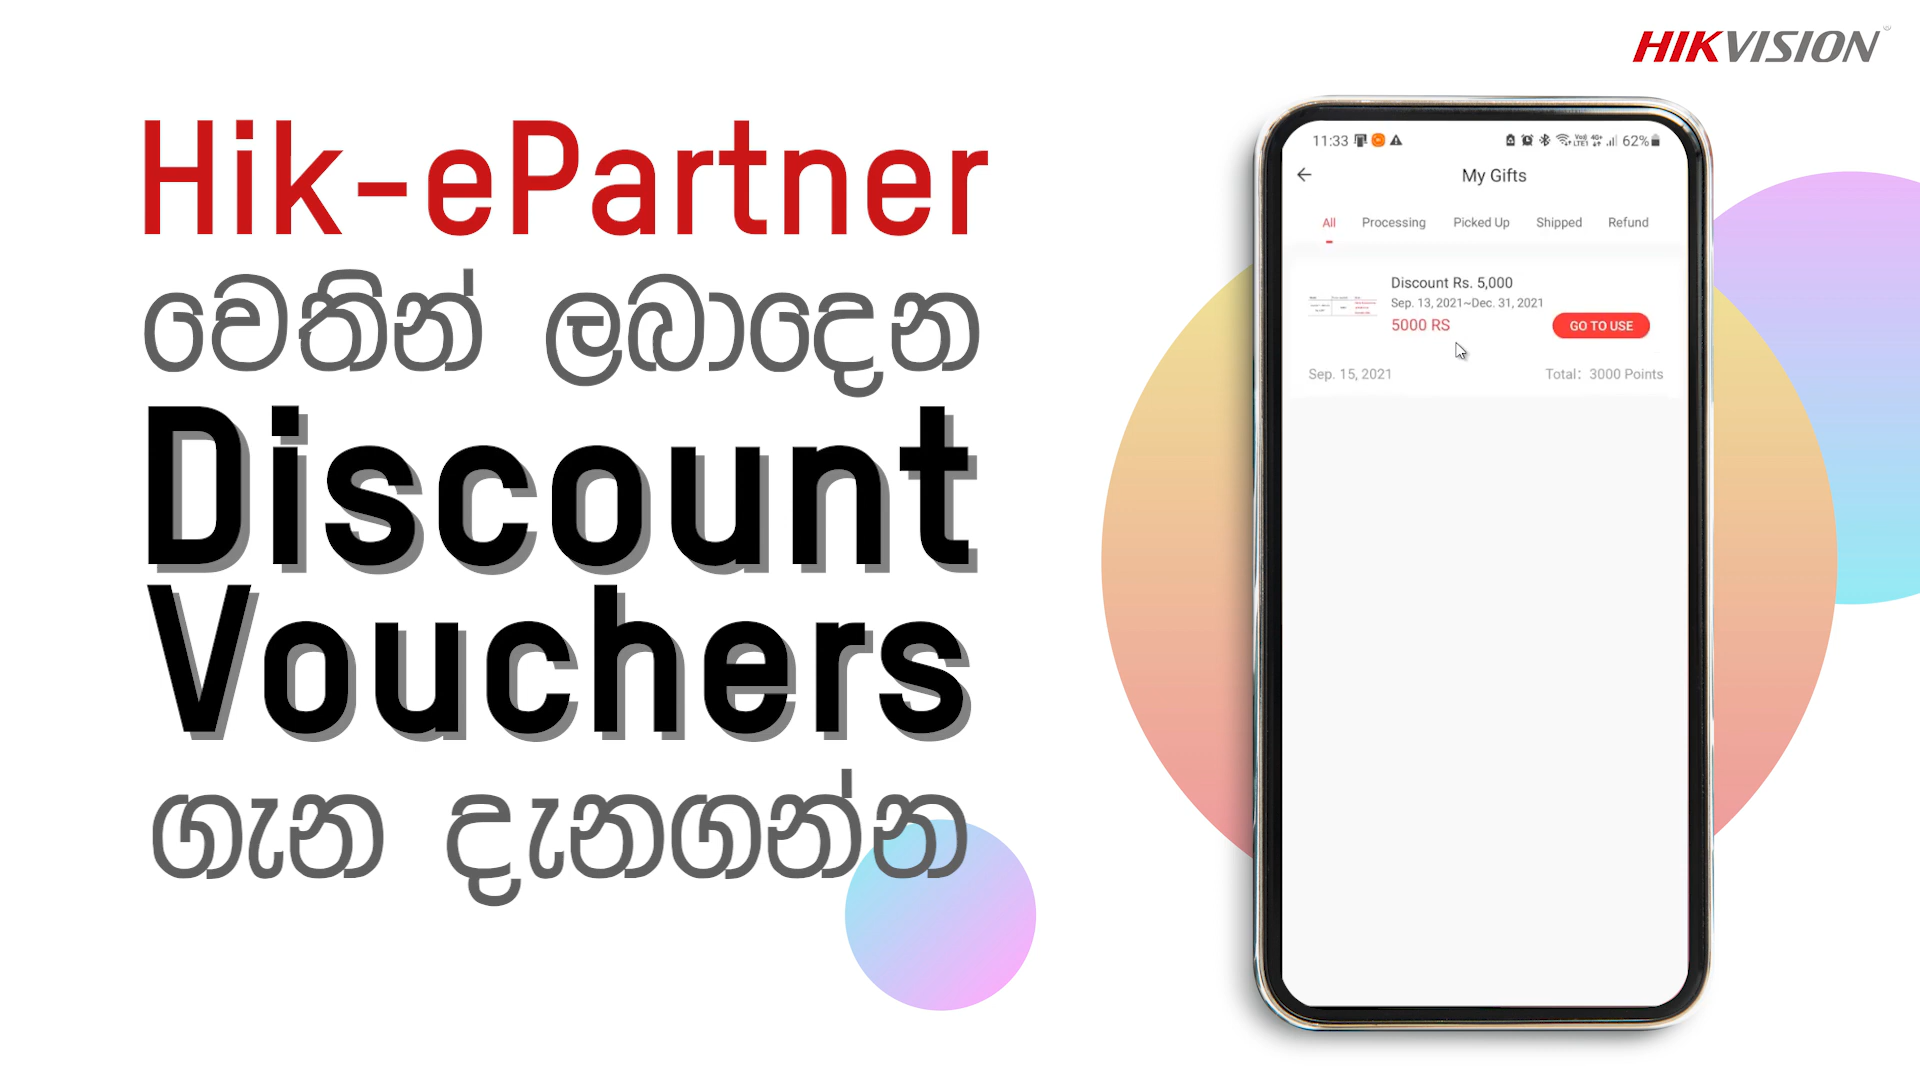 HIKVISION
Hik-ePartner
වෙතින් ලබාදෙන
Discount
Vouchers
ගැන දැනගන්න
11:33 62%
My Gifts
All Processing Picked Up Shipped Refund
Discount Rs. 5,000
Sep. 13, 2021~Dec. 31, 2021
5000 RS
GO TO USE
Sep. 15, 2021 Total: 3000 Points